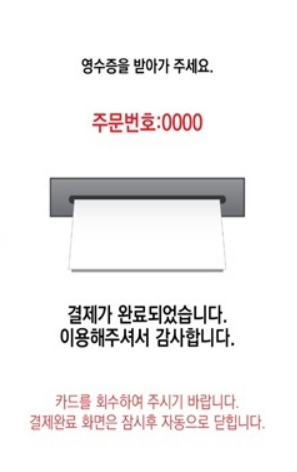 영수증을 받아가 주세요.
주문번호:0000
결제가 완료되었습니다.
이용해주셔서 감사합니다.
카드를 회수하여 주시기 바랍니다.
결제완료 화면은 잠시후 자동으로 닫힙니다.